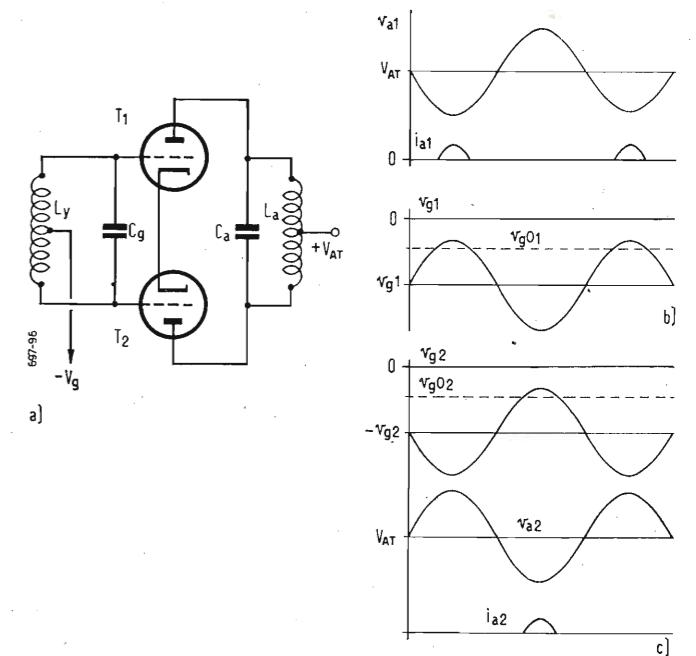 T1
Ly
Cg
Ca
La
+VAT
T2
697-96
-Vg
a]
va1
VAT
ia1
0
vg1
0
vg01
vg1
b]
vg2
0
vg02
-vg2
va2
VAT
ia2
c]